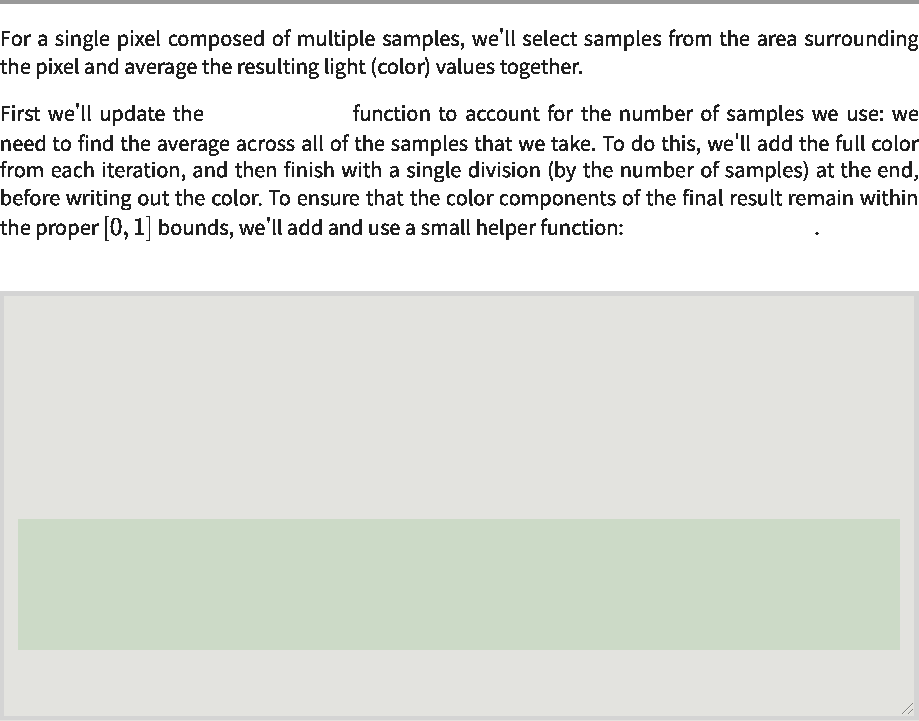 For a single pixel composed of multiple samples, we'll select samples from the area surrounding
the pixel and average the resulting light (color) values together.
First we'll update the function to account for the number of samples we use: we
need to find the average across all of the samples that we take. To do this, we'll add the full color
from each iteration, and then finish with a single division (by the number of samples) at the end,
before writing out the color. To ensure that the color components of the final result remain within
the proper [0, 1] bounds, we'll add and use a small helper function: .